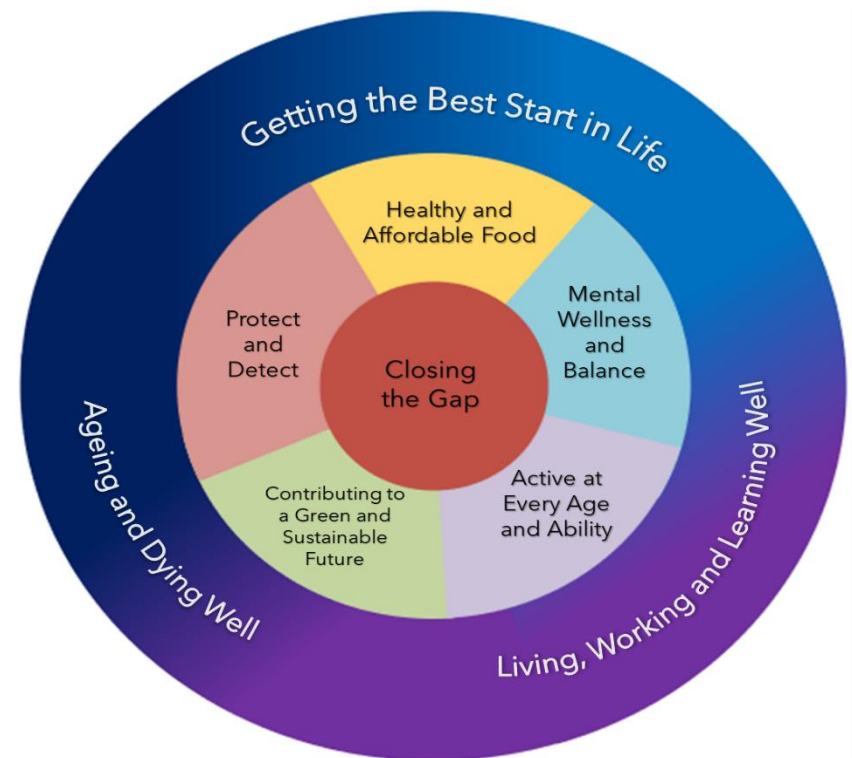 Getting the Best Start in Life
Healthy and
Affordable Food
Mental
Wellness
and
Balance
Protect
and
Detect
Closing
the Gap
Active at
Every Age
and Ability
Contributing to
a Green and
Sustainable
Future
Living, Working and Learning Well
Ageing and Dying Well